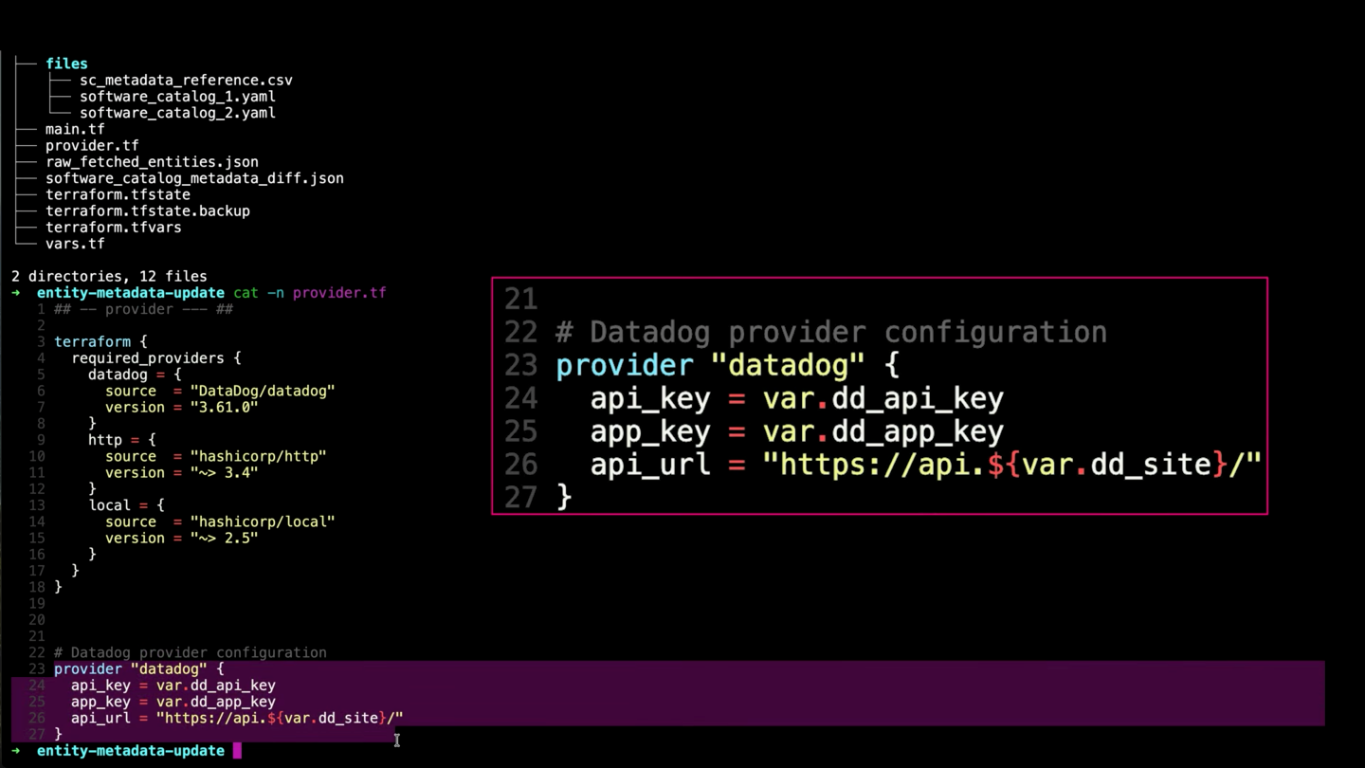 ├── files
│   ├── sc_metadata_reference.csv
│   ├── software_catalog_1.yaml
│   └── software_catalog_2.yaml
├── main.tf
├── provider.tf
├── raw_fetched_entities.json
├── software_catalog_metadata_diff.json
├── terraform.tfstate
├── terraform.tfstate.backup
├── terraform.tfvars
└── vars.tf
2 directories, 12 files
→ entity-metadata-update cat -n provider.tf
1 ## -- provider --- ##
2
3 terraform {
4   required_providers {
5     datadog = {
6       source  = "DataDog/datadog"
7       version = "3.61.0"
8     }
9     http = {
10       source  = "hashicorp/http"
11       version = "~> 3.4"
12     }
13     local = {
14       source  = "hashicorp/local"
15       version = "~> 2.5"
16     }
17   }
18 }
19
20
21
22 # Datadog provider configuration
23 provider "datadog" {
24   api_key = var.dd_api_key
25   app_key = var.dd_app_key
26   api_url = "https://api.${var.dd_site}/"
27 }
→ entity-metadata-update
21
22 # Datadog provider configuration
23 provider "datadog" {
24   api_key = var.dd_api_key
25   app_key = var.dd_app_key
26   api_url = "https://api.${var.dd_site}/"
27 }